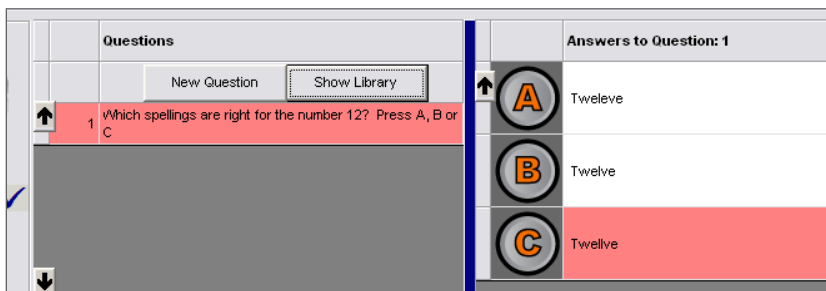 Questions
New Question
Show Library
1
Which spellings are right for the number 12? Press A, B or
C
Answers to Question: 1
A
Tweleve
B
Twelve
C
Twellve